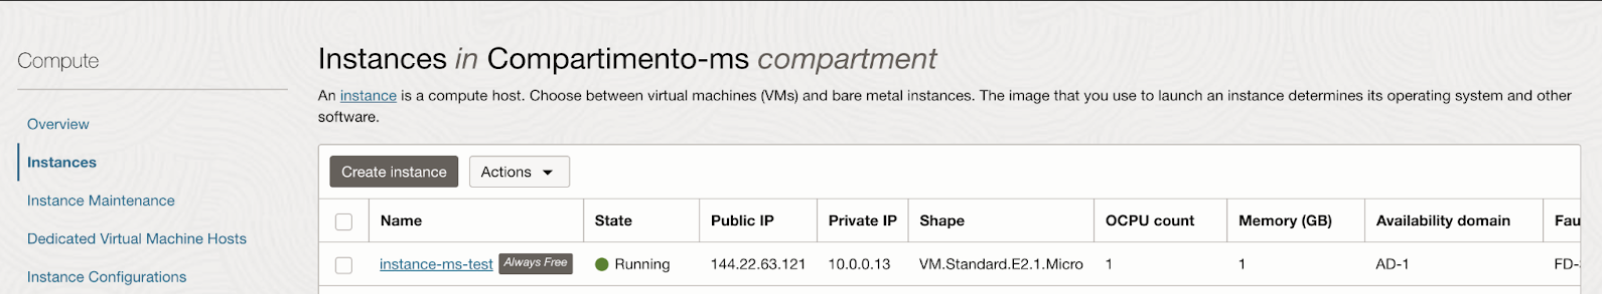 Compute
Overview
Instances
Instance Maintenance
Dedicated Virtual Machine Hosts
Instance Configurations
Instances in Compartimento-ms compartment
An instance is a compute host. Choose between virtual machines (VMs) and bare metal instances. The image that you use to launch an instance determines its operating system and other
software.
Create instance Actions
Name State Public IP Private IP Shape OCPU count Memory (GB) Availability domain Fau
instance-ms-test Always Free Running 144.22.63.121 10.0.0.13 VM.Standard.E2.1.Micro 1 1 AD-1 FD-